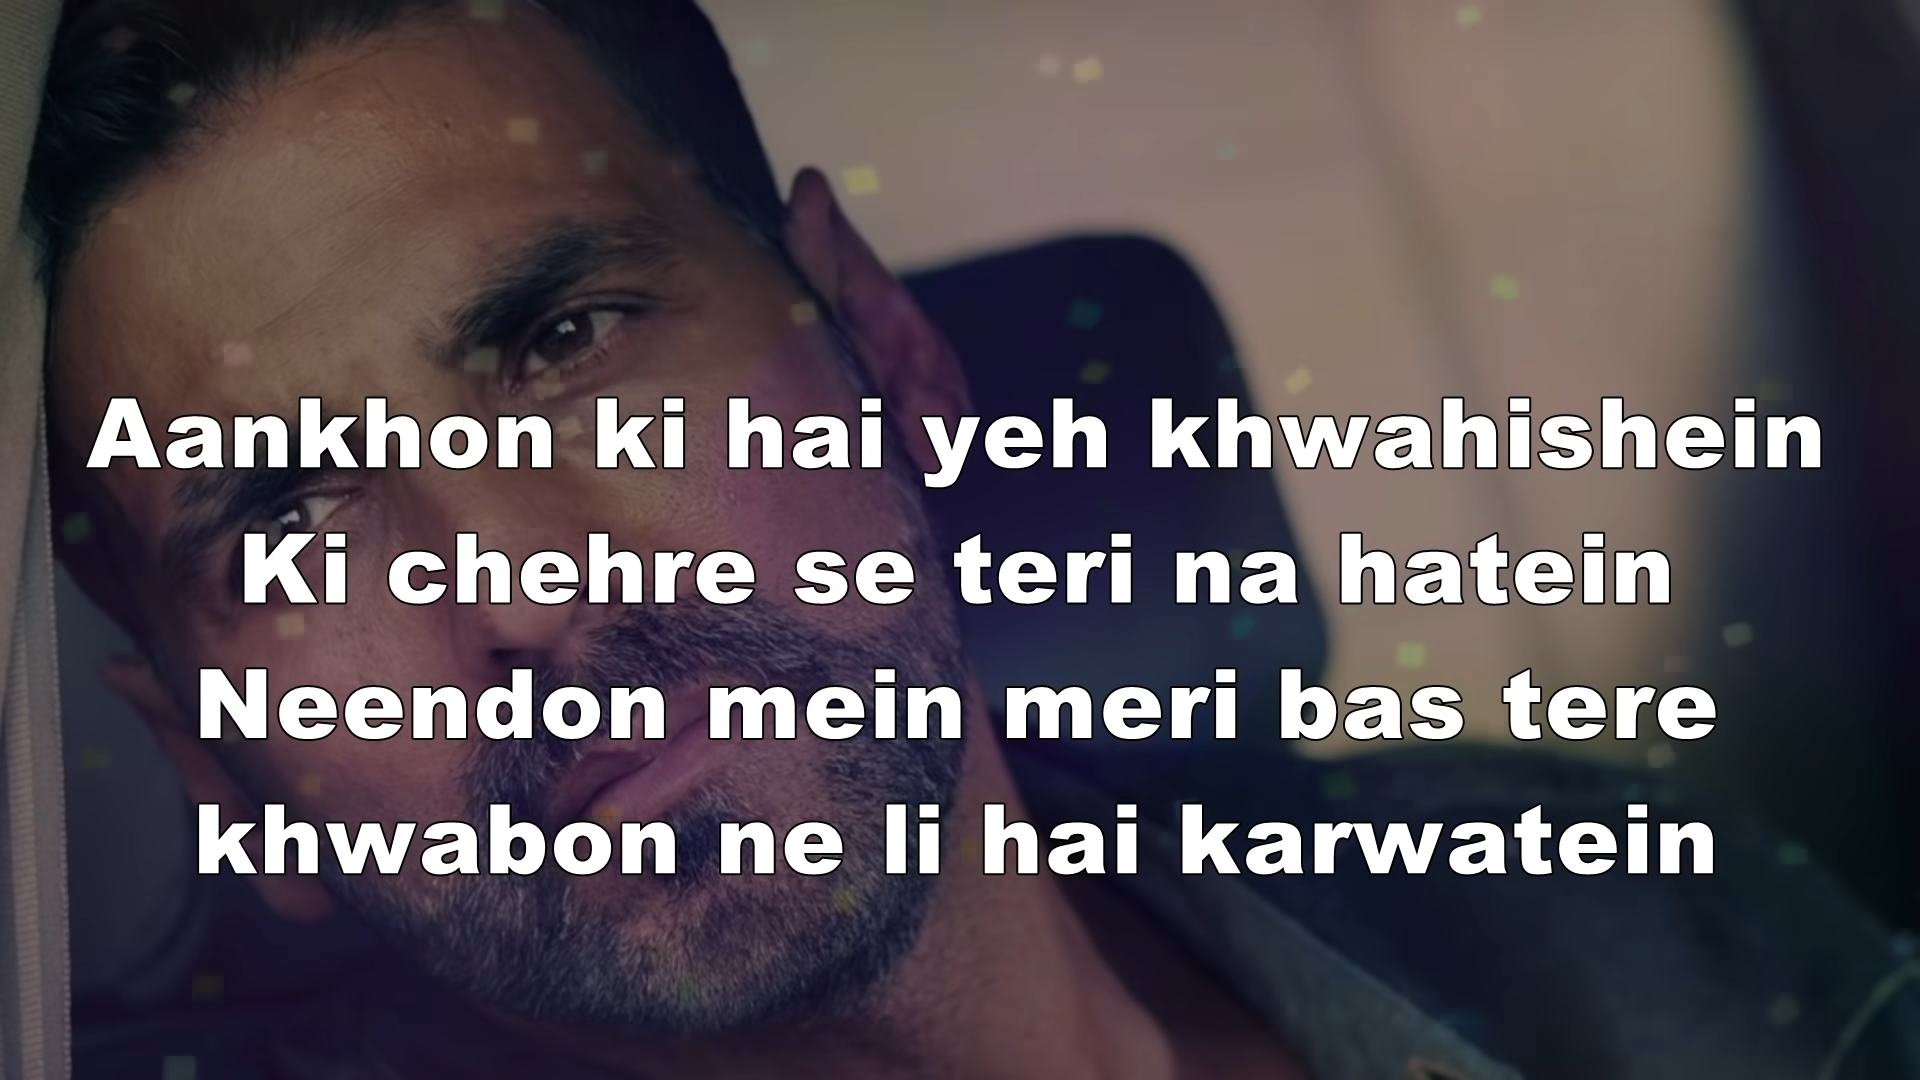 Aankhon ki hai yeh khwahishein
Ki chehre se teri na hatein
Neendon mein meri bas tere
khwabon ne li hai karwatein